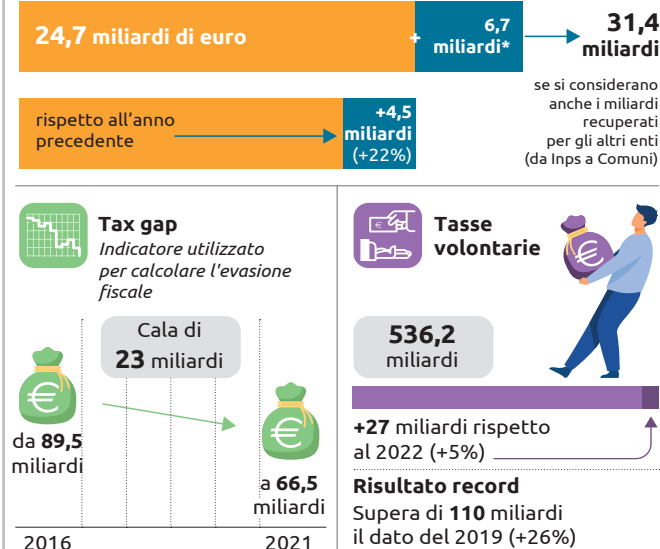 24,7 miliardi di euro
+
6,7
miliardi*
31,4
miliardi
se si considerano
anche i miliardi
recuperati
per gli altri enti
(da Inps a Comuni)
rispetto all'anno
precedente
+4,5
miliardi
(+22%)
Tax gap
Indicatore utilizzato
per calcolare l'evasione
fiscale
Cala di
23 miliardi
€
da 89,5
miliardi
€
a 66,5
miliardi
2016
2021
€
Tasse
volontarie
€
536,2
miliardi
+27 miliardi rispetto
al 2022 (+5%)
Risultato record
Supera di 110 miliardi
il dato del 2019 (+26%)